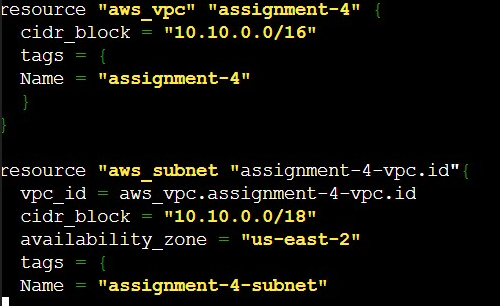 resource "aws_vpc" "assignment-4" {
cidr_block = "10.10.0.0/16"
tags = {
Name = "assignment-4"
}
}
resource "aws_subnet "assignment-4-vpc.id"{
vpc_id = aws_vpc.assignment-4-vpc.id
cidr_block = "10.10.0.0/18"
availability_zone = "us-east-2"
tags = {
Name = "assignment-4-subnet"